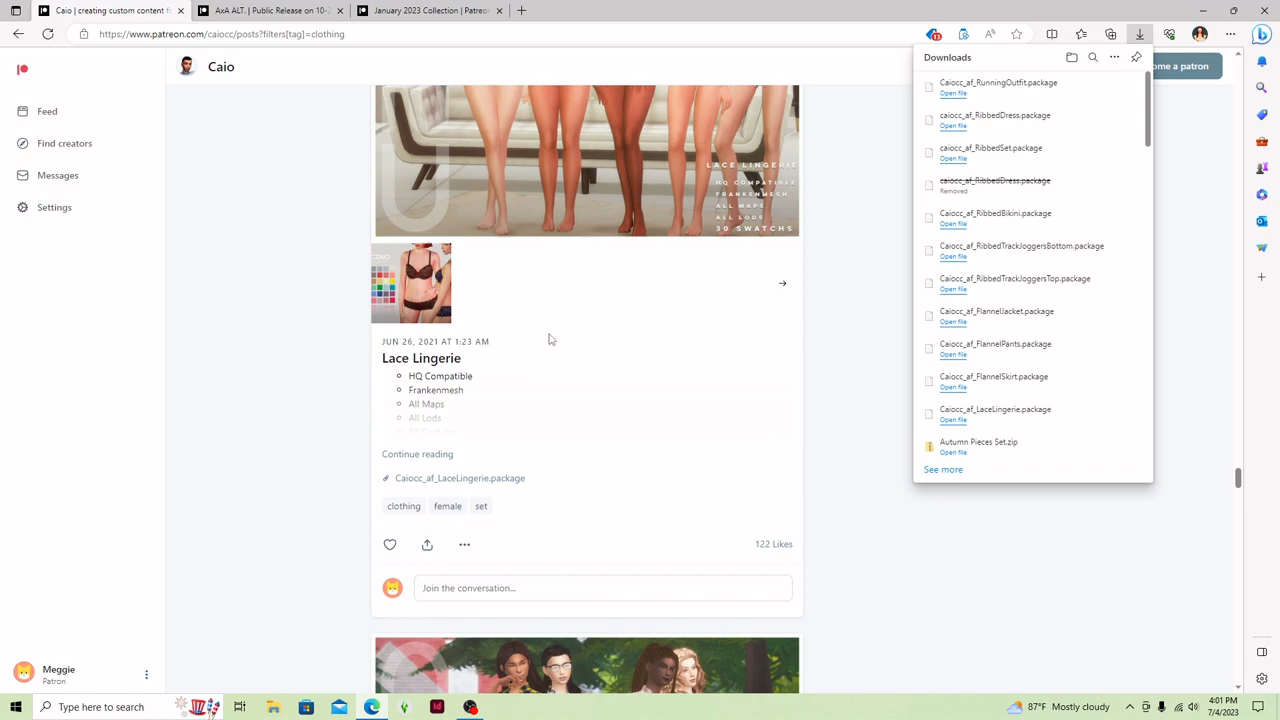 Caio | creating custom content fo
AxA ALT. | Public Release on 10-2
January 2023 Collection | Patreon
https://www.patreon.com/caiocc/posts?filters[tag]=clothing
13
Caio
ome a patron
Feed
Find creators
Messages
Downloads
Caiocc_af_RunningOutfit.package
Open file
caiocc_af_RibbedDress.package
Open file
caiocc_af_RibbedSet.package
Open file
caiocc_af_RibbedDress.package
Removed
Caiocc_af_RibbedBikini.package
Open file
Caiocc_af_RibbedTrackJoggersBottom.package
Open file
Caiocc_af_RibbedTrackJoggersTop.package
Open file
Caiocc_af_FlannelJacket.package
Open file
Caiocc_af_FlannelPants.package
Open file
Caiocc_af_FlannelSkirt.package
Open file
Caiocc_af_LaceLingerie.package
Open file
Autumn Pieces Set.zip
Open file
See more
LACE LINGERIE
HQ COMPATIBLE
FRANKENMESH
ALL MAPS
ALL LODS
30 SWATCHS
JUN 26, 2021 AT 1:23 AM
Lace Lingerie
HQ Compatible
Frankenmesh
All Maps
All Lods
Continue reading
Caiocc_af_LaceLingerie.package
clothing female set
122 Likes
Join the conversation...
Meggie
Patron
Type here to search
87°F Mostly cloudy
4:01 PM
7/4/2023